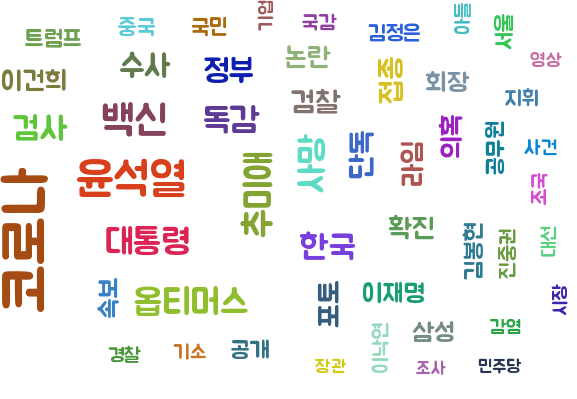 트럼프
중국
국민
기업
국감
김정은
아들
서울
영상
이건희
수사
정부
논란
접종
회장
지휘
검사
백신
독감
검찰
의혹
공무원
사건
코로나
윤석열
추미애
사망
단독
라임
조국
대통령
한국
확진
김봉현
진중권
대선
속보
옵티머스
포토
이재명
시장
경찰
기소
공개
장관
이낙연
삼성
조사
감염
민주당